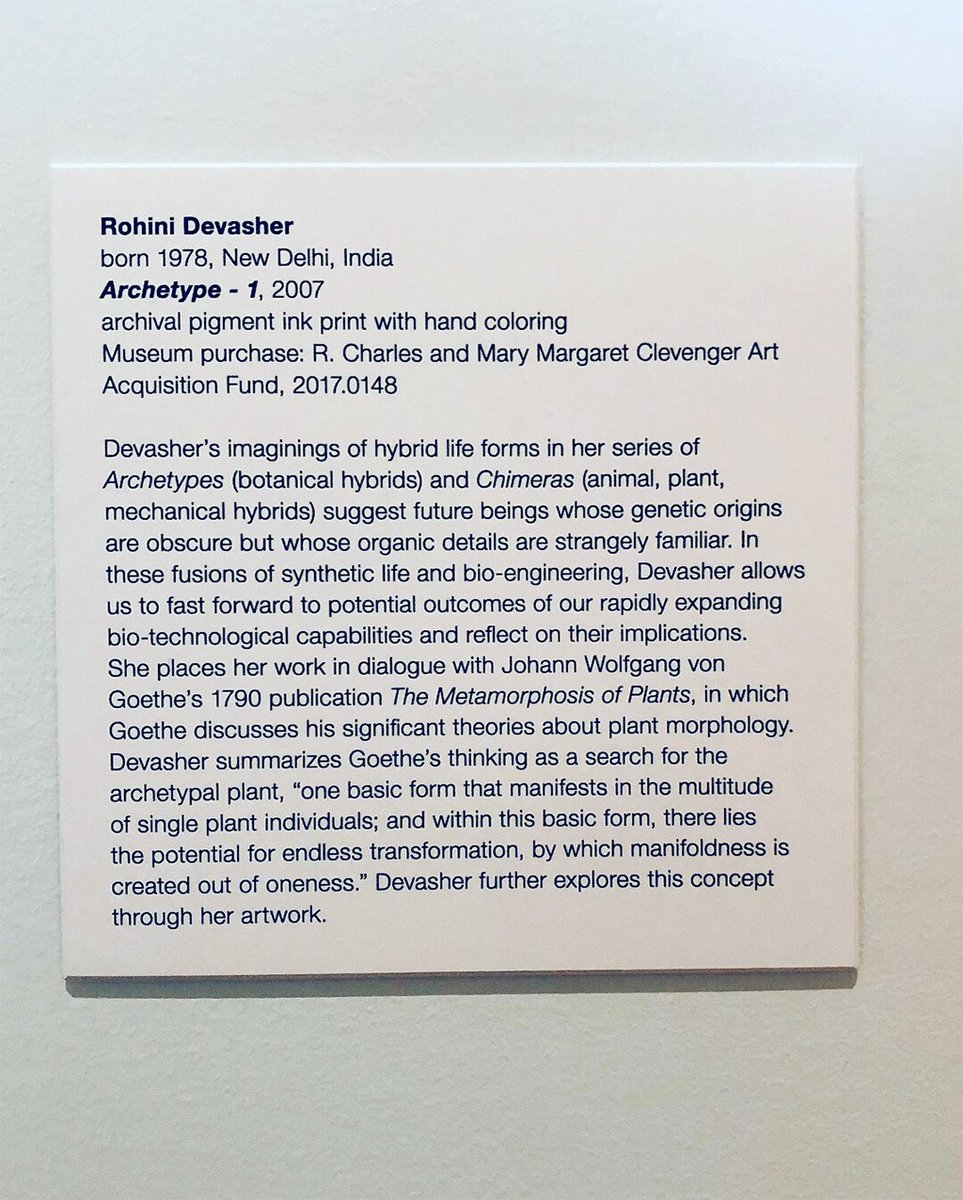 Rohini Devasher
born 1978, New Delhi, India
Archetype - 1, 2007
archival pigment ink print with hand coloring
Museum purchase: R. Charles and Mary Margaret Clevenger Art
Acquisition Fund, 2017.0148
Devasher’s imaginings of hybrid life forms in her series of
Archetypes (botanical hybrids) and Chimeras (animal, plant,
mechanical hybrids) suggest future beings whose genetic origins
are obscure but whose organic details are strangely familiar. In
these fusions of synthetic life and bio-engineering, Devasher allows
us to fast forward to potential outcomes of our rapidly expanding
bio-technological capabilities and reflect on their implications.
She places her work in dialogue with Johann Wolfgang von
Goethe’s 1790 publication The Metamorphosis of Plants, in which
Goethe discusses his significant theories about plant morphology.
Devasher summarizes Goethe’s thinking as a search for the
archetypal plant, “one basic form that manifests in the multitude
of single plant individuals; and within this basic form, there lies
the potential for endless transformation, by which manifoldness is
created out of oneness.” Devasher further explores this concept
through her artwork.